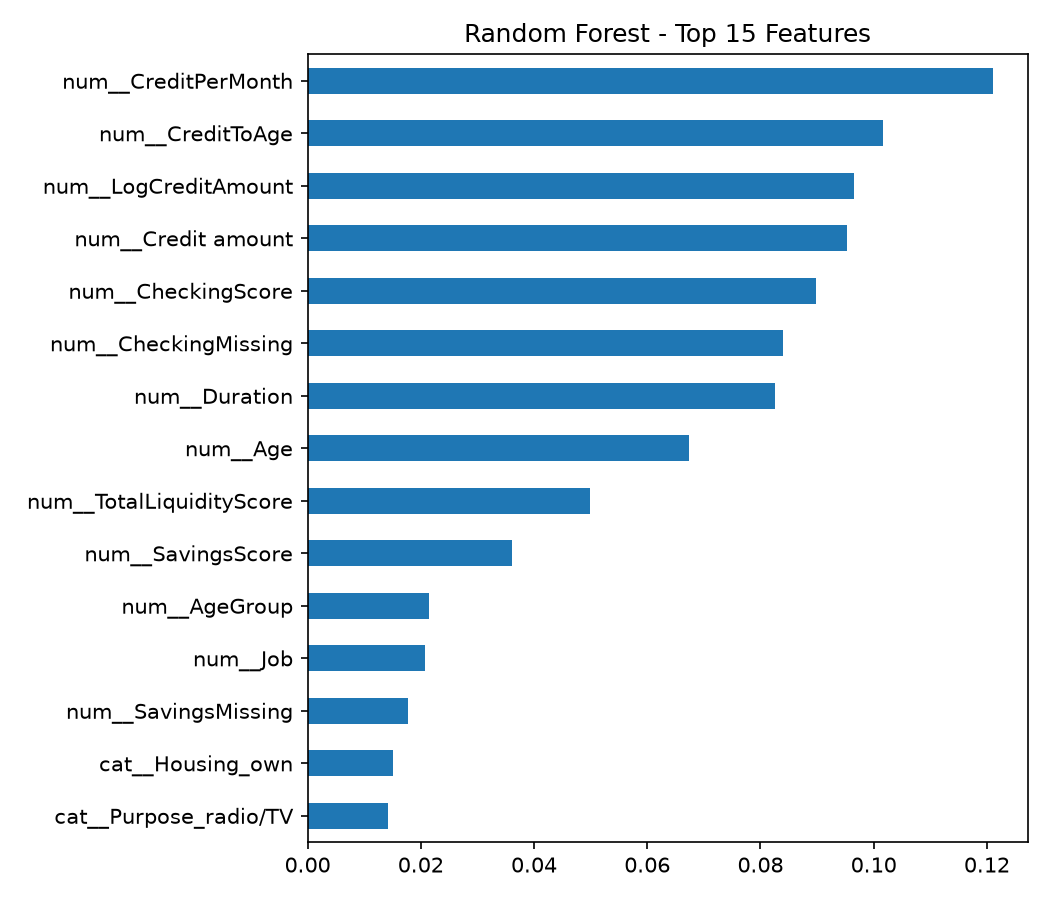 Random Forest - Top 15 Features
num__CreditPerMonth
num__CreditToAge
num__LogCreditAmount
num__Credit amount
num__CheckingScore
num__CheckingMissing
num__Duration
num__Age
num__TotalLiquidityScore
num__SavingsScore
num__AgeGroup
num__Job
num__SavingsMissing
cat__Housing_own
cat__Purpose_radio/TV
0.00 0.02 0.04 0.06 0.08 0.10 0.12